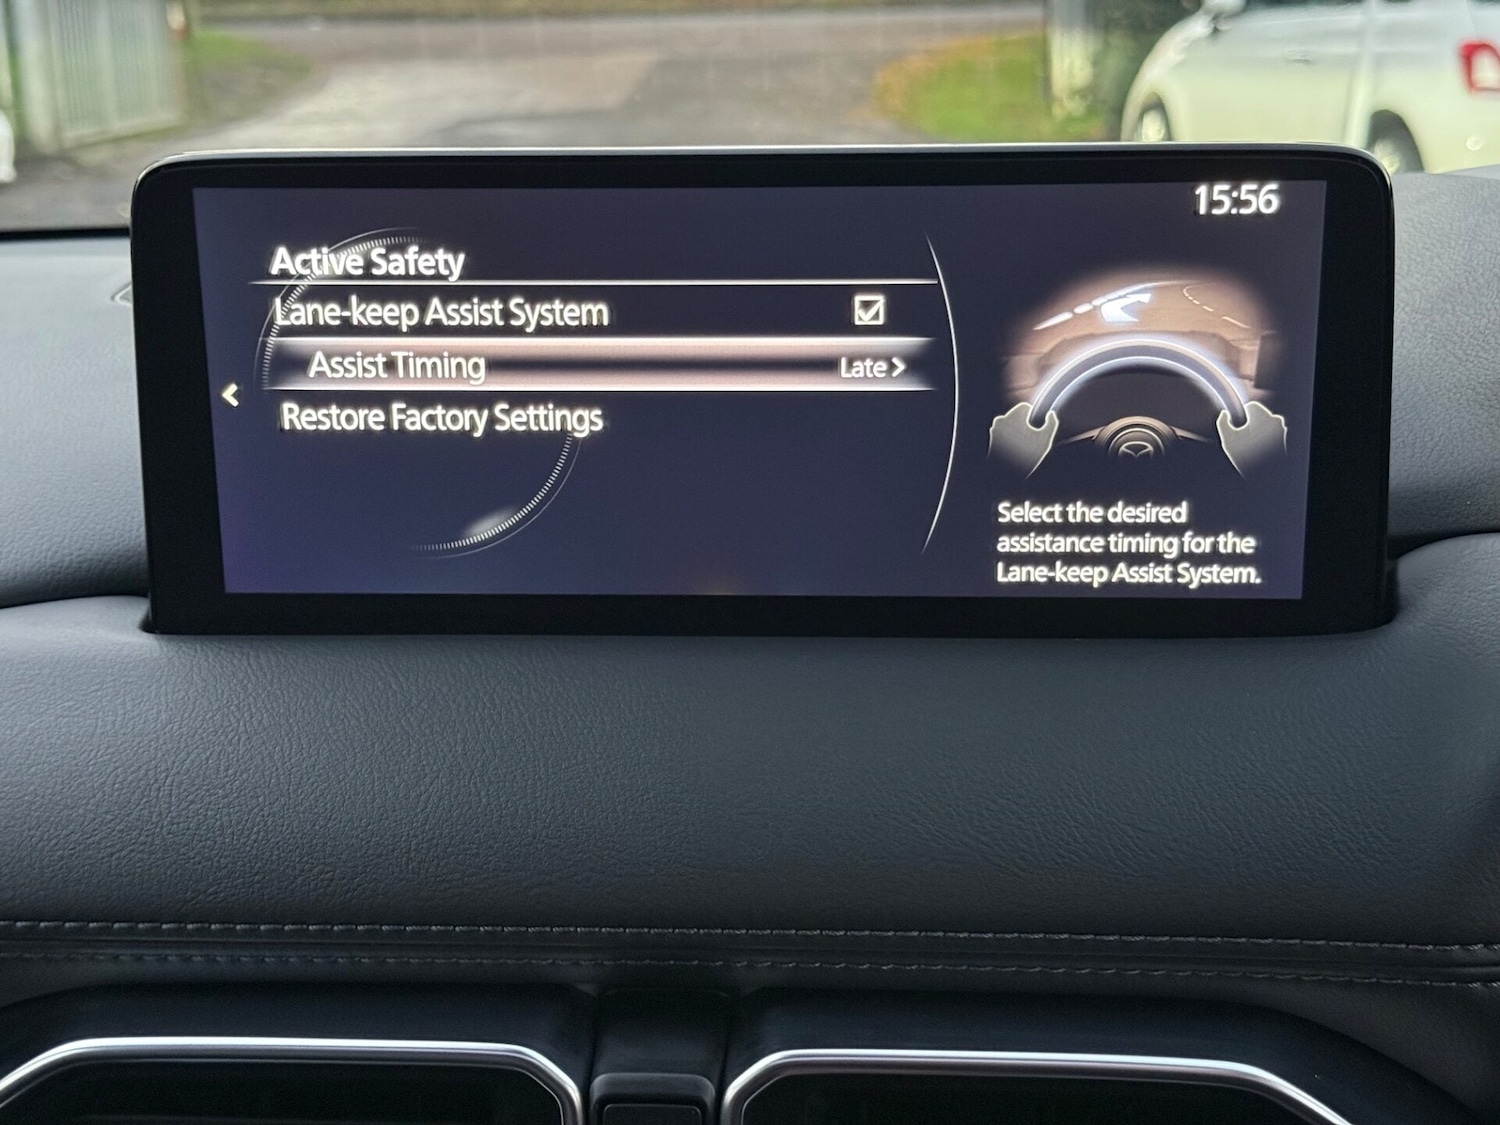 15:56
Active Safety
Lane-keep Assist System
Assist Timing Late >
Restore Factory Settings
Select the desired
assistance timing for the
Lane-keep Assist System.